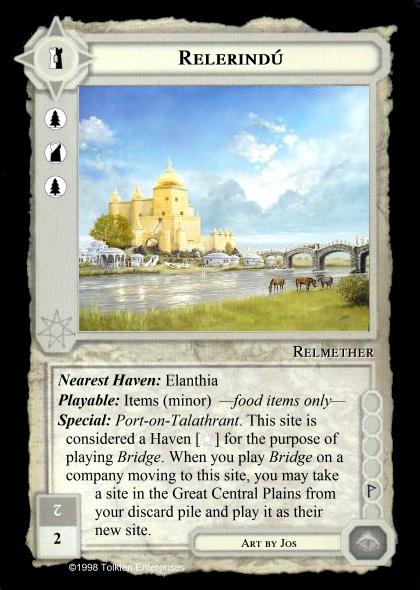 RELERINDÚ
RELMETHER
Nearest Haven: Elanthia
Playable: Items (minor) —food items only—
Special: Port-on-Talathrant. This site is
considered a Haven [ ] for the purpose of
playing Bridge. When you play Bridge on a
company moving to this site, you may take
a site in the Great Central Plains from
your discard pile and play it as their
new site.
2
2
ART BY JOS
©1998 Tolkien Enterprises